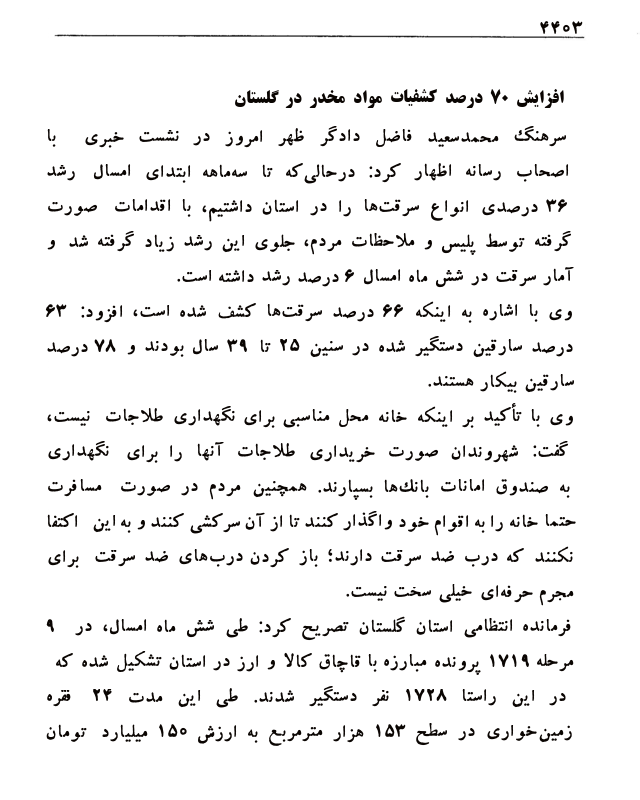 ۴۴۰۳
افزایش ۷۰ درصد کشفیات مواد مخدر در گلستان
سرهنگ محمدسعید فاضل دادگر ظهر امروز در نشست خبری با
اصحاب رسانه اظهار کرد: درحالی‌که تا سه‌ماهه ابتدای امسال رشد
۳۶ درصدی انواع سرقت‌ها را در استان داشتیم، با اقدامات صورت
گرفته توسط پلیس و ملاحظات مردم، جلوی این رشد زیاد گرفته شد و
آمار سرقت در شش ماه امسال ۶ درصد رشد داشته است.
وی با اشاره به اینکه ۶۶ درصد سرقت‌ها کشف شده است، افزود: ۶۳
درصد سارقین دستگیر شده در سنین ۲۵ تا ۳۹ سال بودند و ۷۸ درصد
سارقین بیکار هستند.
وی با تأکید بر اینکه خانه محل مناسبی برای نگهداری طلاجات نیست،
گفت: شهروندان صورت خریداری طلاجات آنها را برای نگهداری
به صندوق امانات بانک‌ها بسپارند. همچنین مردم در صورت مسافرت
حتما خانه را به اقوام خود واگذار کنند تا از آن سرکشی کنند و به این اکتفا
نکنند که درب ضد سرقت دارند؛ باز کردن درب‌های ضد سرقت برای
مجرم حرفه‌ای خیلی سخت نیست.
فرمانده انتظامی استان گلستان تصریح کرد: طی شش ماه امسال، در ۹
مرحله ۱۷۱۹ پرونده مبارزه با قاچاق کالا و ارز در استان تشکیل شده که
در این راستا ۱۷۲۸ نفر دستگیر شدند. طی این مدت ۲۴ فقره
زمین‌خواری در سطح ۱۵۳ هزار مترمربع به ارزش ۱۵۰ میلیارد تومان